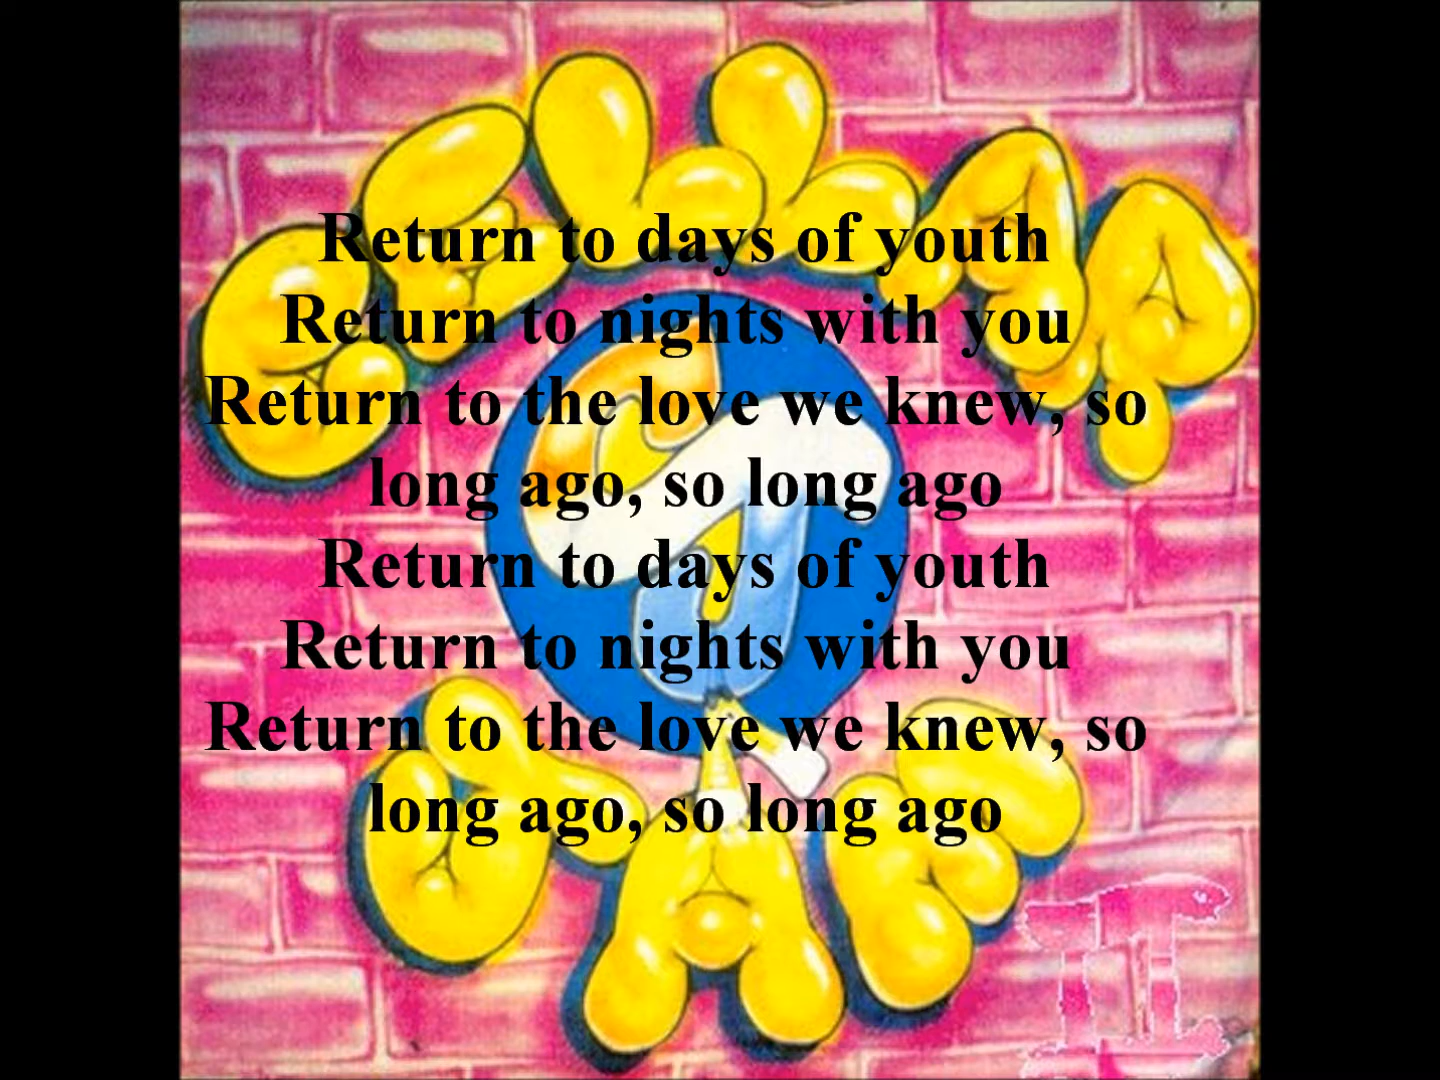 CELLAR
Return to days of youth
Return to nights with you
Return to the love we knew, so
long ago, so long ago
Return to days of youth
Return to nights with you
Return to the love we knew, so
long ago, so long ago